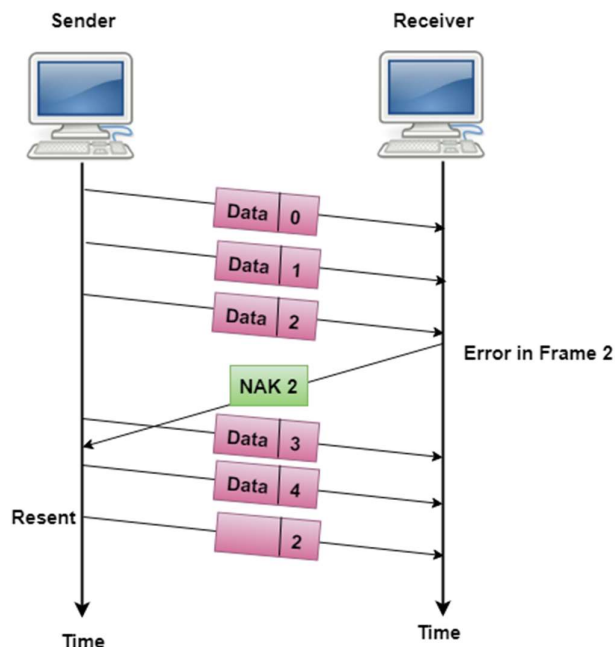 Sender
Receiver
Data 0
Data 1
Data 2
Error in Frame 2
NAK 2
Data 3
Data 4
Resent
2
Time
Time